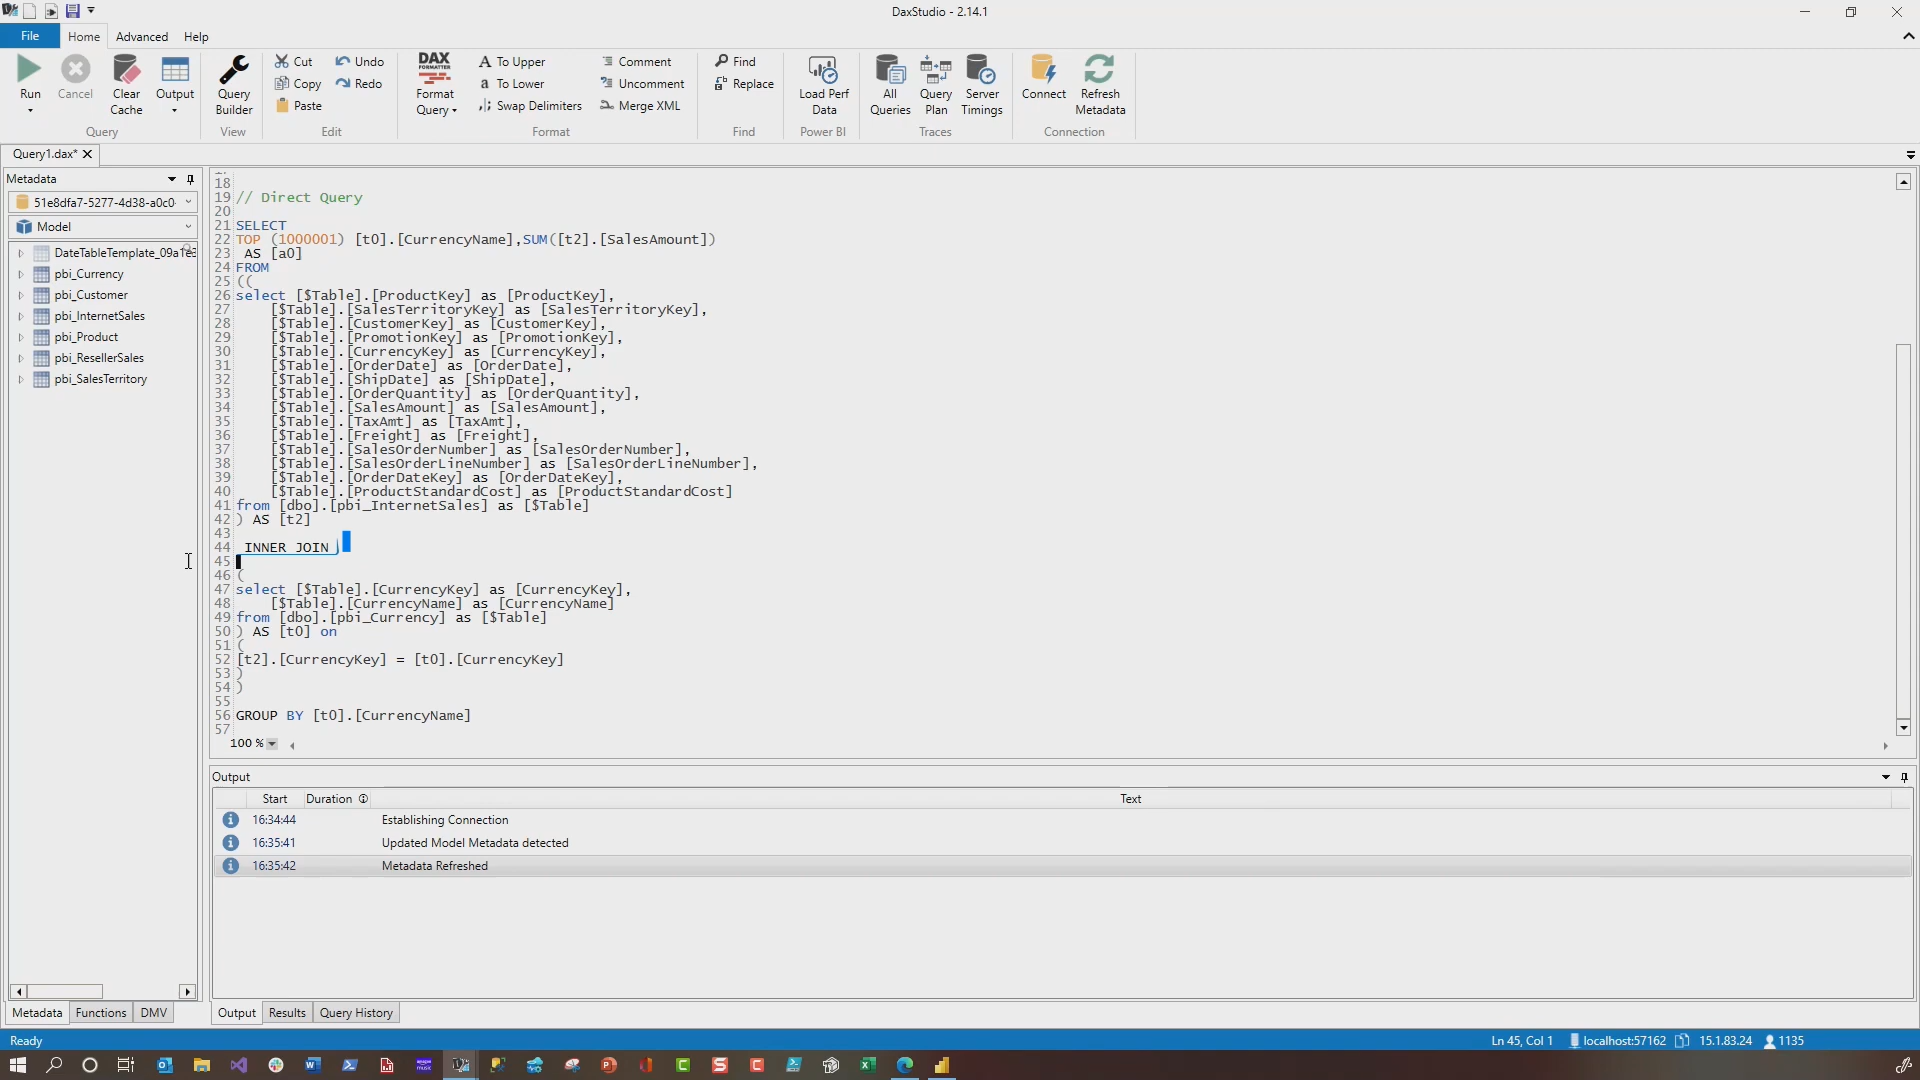 DaxStudio - 2.14.1
File
Home
Advanced
Help
Run
Cancel
Clear
Cache
Output
Query
Query
Builder
View
Cut
Copy
Paste
Undo
Redo
Edit
DAX
FORMATTER
Format
Query
A To Upper
a To Lower
Swap Delimiters
Comment
Uncomment
Merge XML
Format
Find
Replace
Find
Load Perf
Data
Power BI
All
Queries
Query
Plan
Server
Timings
Traces
Connect
Refresh
Metadata
Connection
Query1.dax*
Metadata
51e8dfa7-5277-4d38-a0c0-
Model
DateTableTemplate_09a1e3
pbi_Currency
pbi_Customer
pbi_InternetSales
pbi_Product
pbi_ResellerSales
pbi_SalesTerritory
Metadata
Functions
DMV
18
19 // Direct Query
20
21 SELECT
22 TOP (1000001) [t0].[CurrencyName],SUM([t2].[SalesAmount])
23 AS [a0]
24 FROM
25 ((
26 select [$Table].[ProductKey] as [ProductKey],
27 [$Table].[SalesTerritoryKey] as [SalesTerritoryKey],
28 [$Table].[CustomerKey] as [CustomerKey],
29 [$Table].[PromotionKey] as [PromotionKey],
30 [$Table].[CurrencyKey] as [CurrencyKey],
31 [$Table].[OrderDate] as [OrderDate],
32 [$Table].[ShipDate] as [ShipDate],
33 [$Table].[OrderQuantity] as [OrderQuantity],
34 [$Table].[SalesAmount] as [SalesAmount],
35 [$Table].[TaxAmt] as [TaxAmt],
36 [$Table].[Freight] as [Freight],
37 [$Table].[SalesOrderNumber] as [SalesOrderNumber],
38 [$Table].[SalesOrderLineNumber] as [SalesOrderLineNumber],
39 [$Table].[OrderDateKey] as [OrderDateKey],
40 [$Table].[ProductStandardCost] as [ProductStandardCost]
41 from [dbo].[pbi_InternetSales] as [$Table]
42 ) AS [t2]
43
44 INNER JOIN
45
46 (
47 select [$Table].[CurrencyKey] as [CurrencyKey],
48 [$Table].[CurrencyName] as [CurrencyName]
49 from [dbo].[pbi_Currency] as [$Table]
50 ) AS [t0] on
51 (
52 [t2].[CurrencyKey] = [t0].[CurrencyKey]
53 )
54 )
55
56 GROUP BY [t0].[CurrencyName]
57
100 %
Output
Start Duration Text
16:34:44 Establishing Connection
16:35:41 Updated Model Metadata detected
16:35:42 Metadata Refreshed
Output
Results
Query History
Ready
Ln 45, Col 1
localhost:57162
15.1.83.24
1135